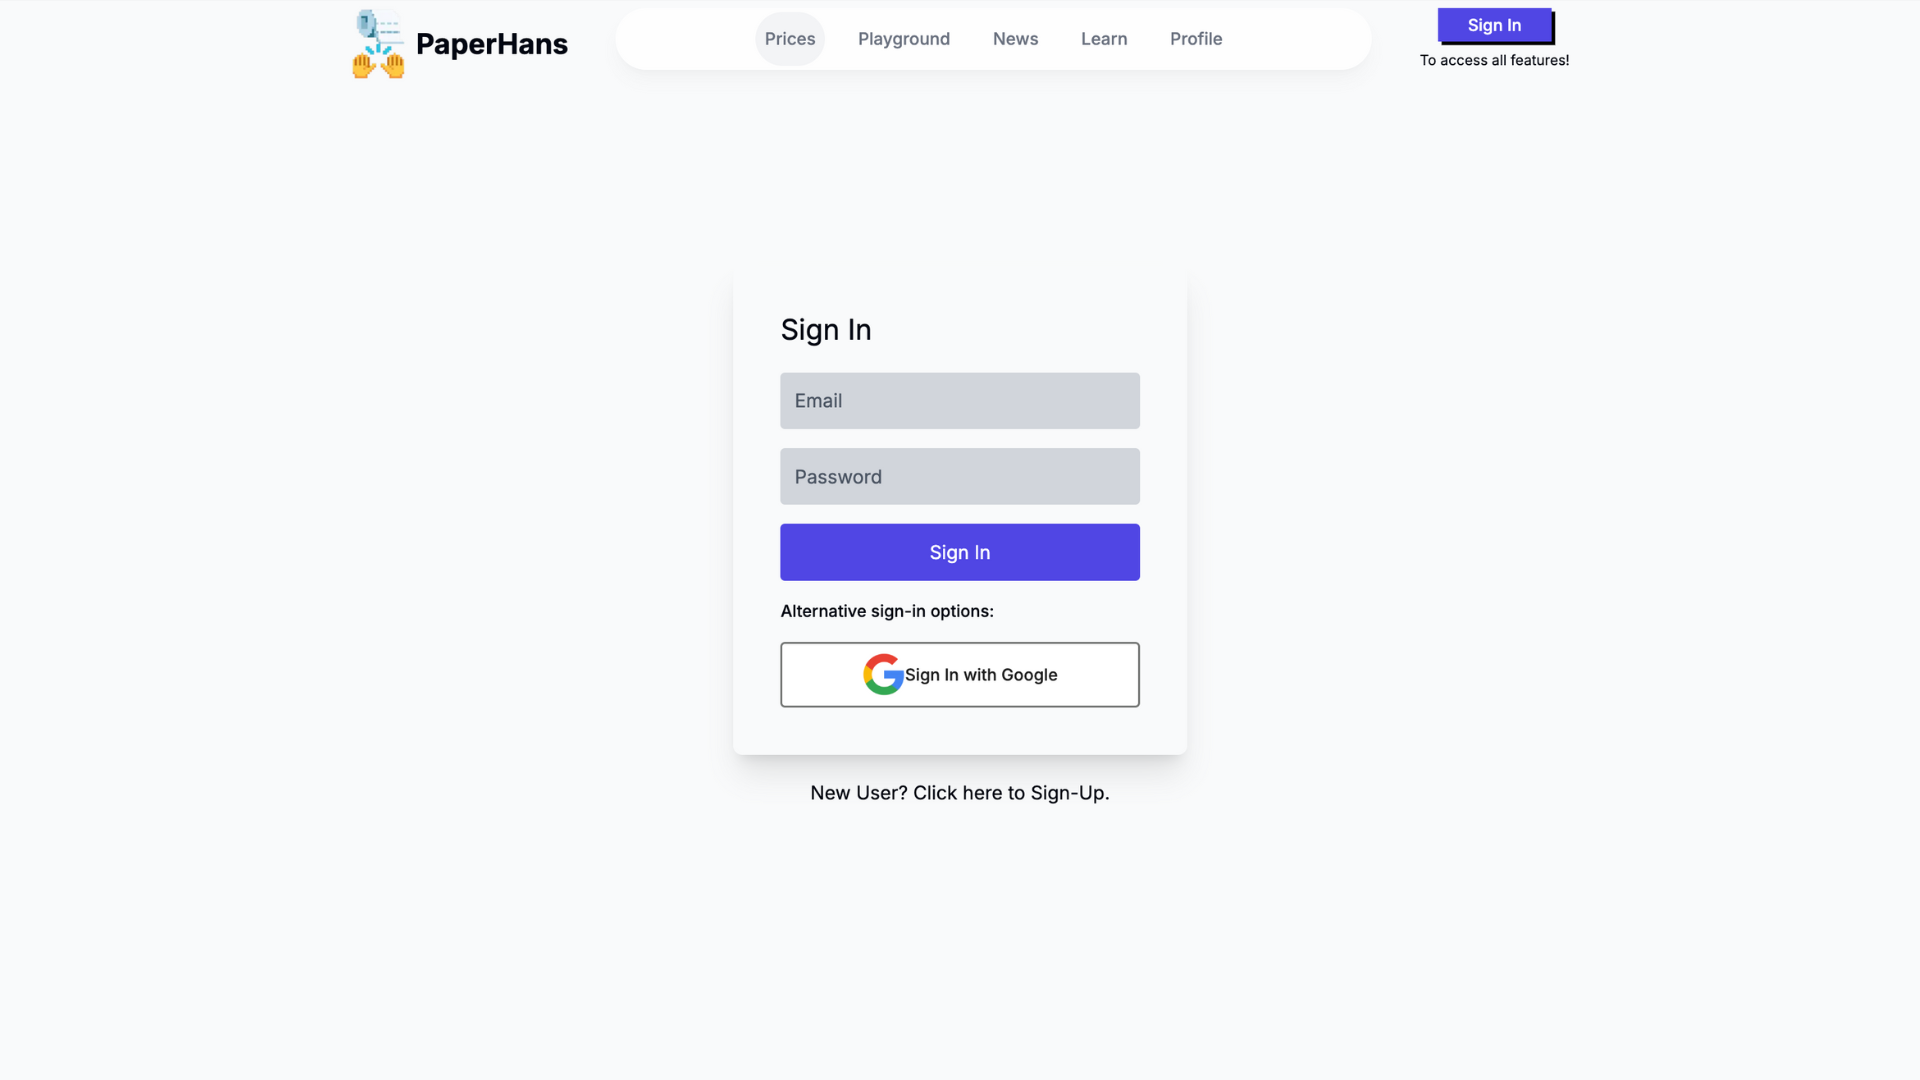 PaperHans
Prices Playground News Learn Profile
Sign In
To access all features!
Sign In
Email
Password
Sign In
Alternative sign-in options:
Sign In with Google
New User? Click here to Sign-Up.